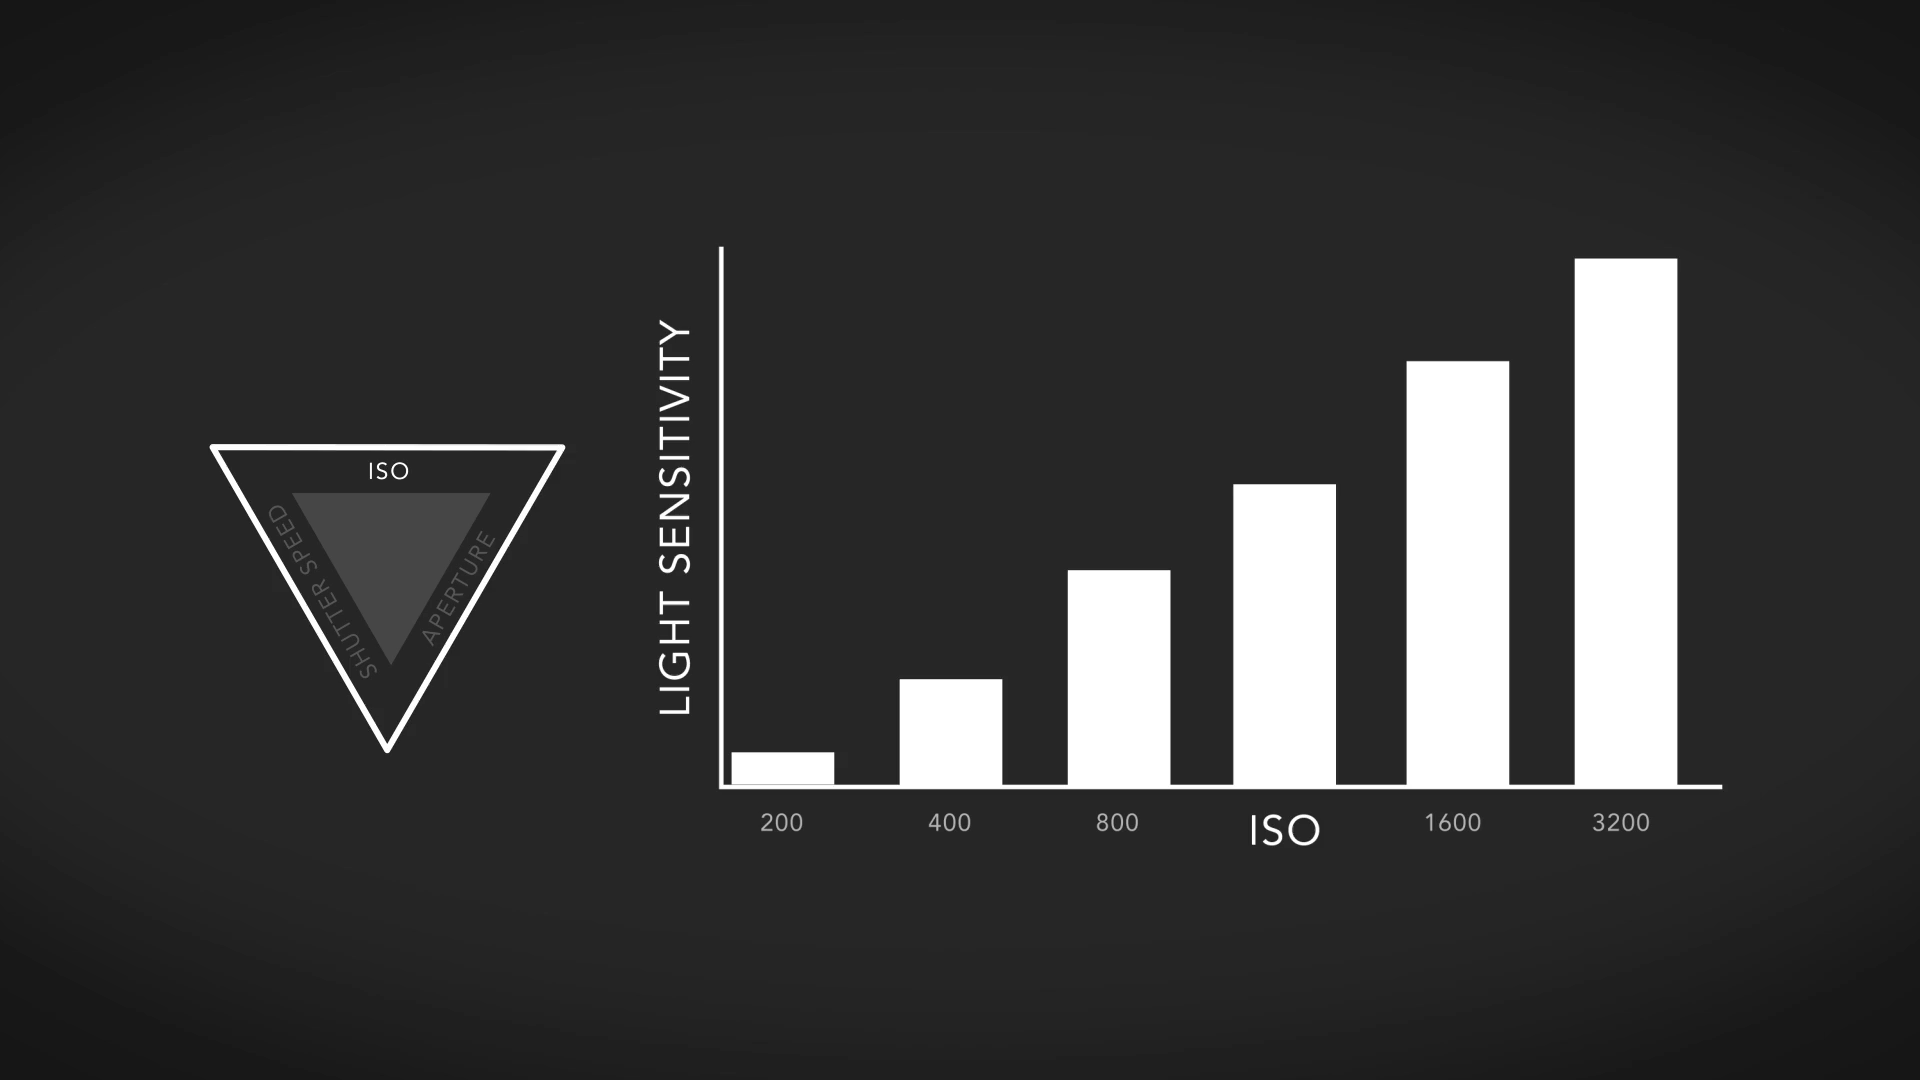 ISO
SHUTTER SPEED
APERTURE
LIGHT SENSITIVITY
200
400
800
ISO
1600
3200